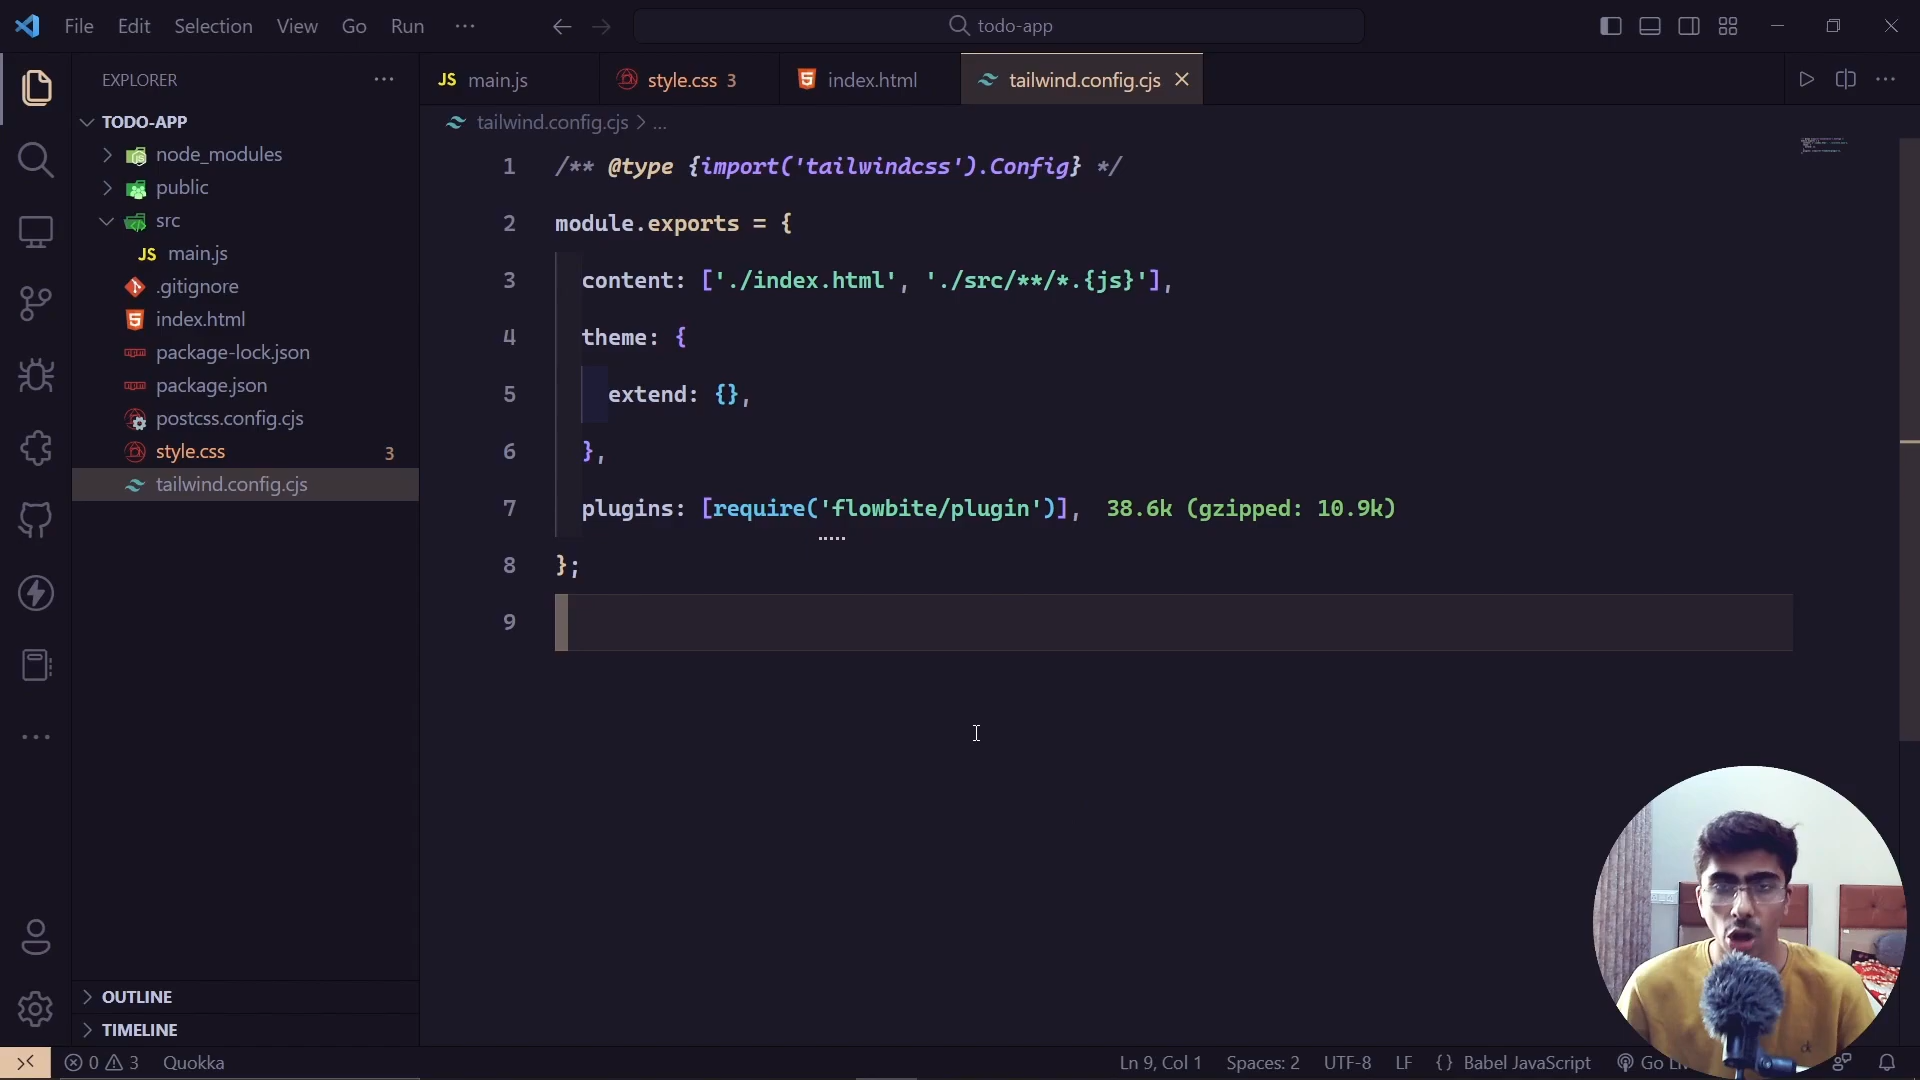 File Edit Selection View Go Run ··· todo-app
EXPLORER ···
JS main.js style.css 3 index.html tailwind.config.cjs
tailwind.config.cjs > ...
TODO-APP
node_modules
public
src
JS main.js
.gitignore
index.html
package-lock.json
package.json
postcss.config.cjs
style.css 3
tailwind.config.cjs
OUTLINE
TIMELINE
1 /** @type {import('tailwindcss').Config} */
2 module.exports = {
3 content: ['./index.html', './src/**/*.{js}'],
4 theme: {
5 extend: {},
6 },
7 plugins: [require('flowbite/plugin')], 38.6k (gzipped: 10.9k)
8 };
9
0 3 Quokka Ln 9, Col 1 Spaces: 2 UTF-8 LF {} Babel JavaScript Go